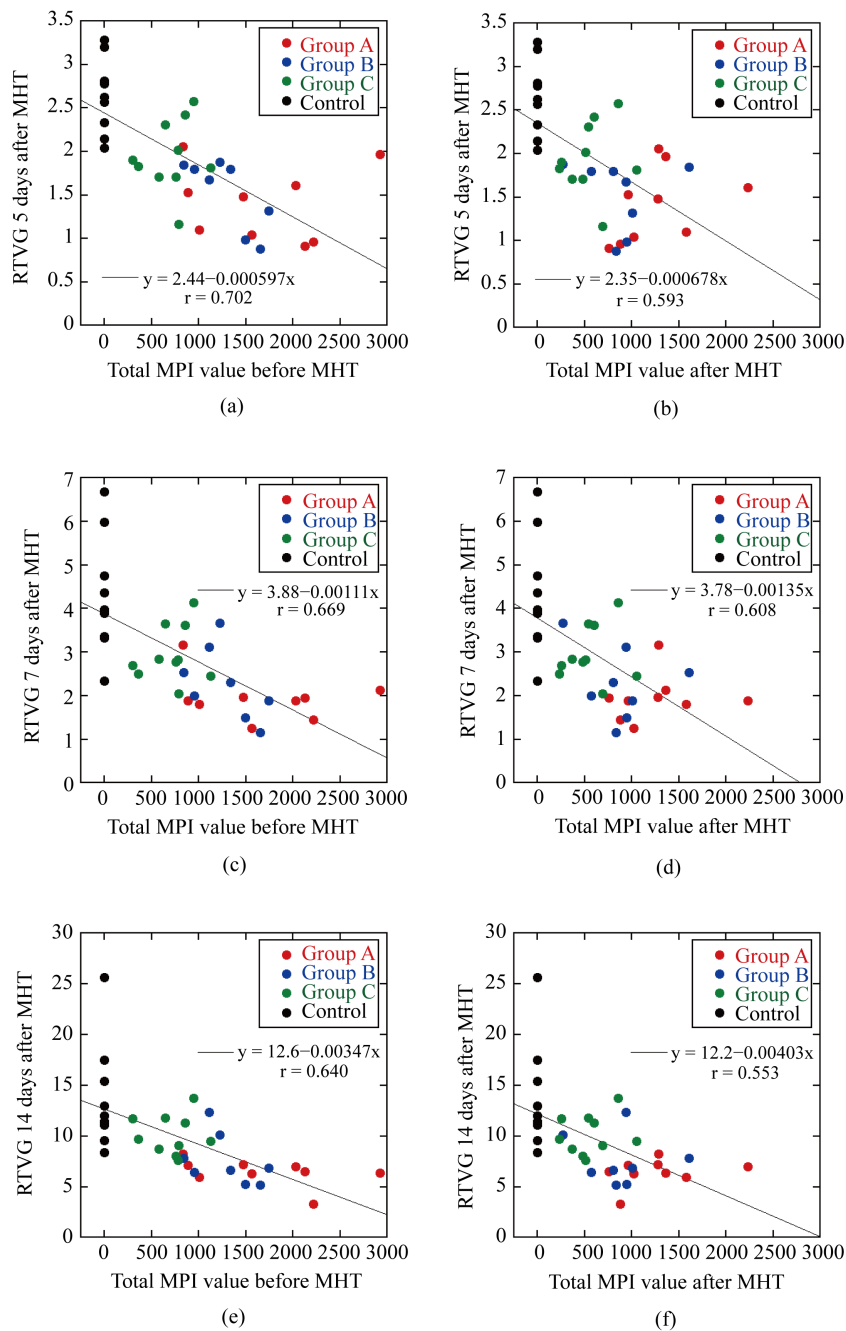 3.5
3
2.5
2
1.5
1
0.5
0
RTVG 5 days after MHT
Group A
Group B
Group C
Control
y = 2.44−0.000597x
r = 0.702
0 500 1000 1500 2000 2500 3000
Total MPI value before MHT
(a)
3.5
3
2.5
2
1.5
1
0.5
0
RTVG 5 days after MHT
Group A
Group B
Group C
Control
y = 2.35−0.000678x
r = 0.593
0 500 1000 1500 2000 2500 3000
Total MPI value after MHT
(b)
7
6
5
4
3
2
1
0
RTVG 7 days after MHT
Group A
Group B
Group C
Control
y = 3.88−0.00111x
r = 0.669
0 500 1000 1500 2000 2500 3000
Total MPI value before MHT
(c)
7
6
5
4
3
2
1
0
RTVG 7 days after MHT
Group A
Group B
Group C
Control
y = 3.78−0.00135x
r = 0.608
0 500 1000 1500 2000 2500 3000
Total MPI value after MHT
(d)
30
25
20
15
10
5
0
RTVG 14 days after MHT
Group A
Group B
Group C
Control
y = 12.6−0.00347x
r = 0.640
0 500 1000 1500 2000 2500 3000
Total MPI value before MHT
(e)
30
25
20
15
10
5
0
RTVG 14 days after MHT
Group A
Group B
Group C
Control
y = 12.2−0.00403x
r = 0.553
0 500 1000 1500 2000 2500 3000
Total MPI value after MHT
(f)